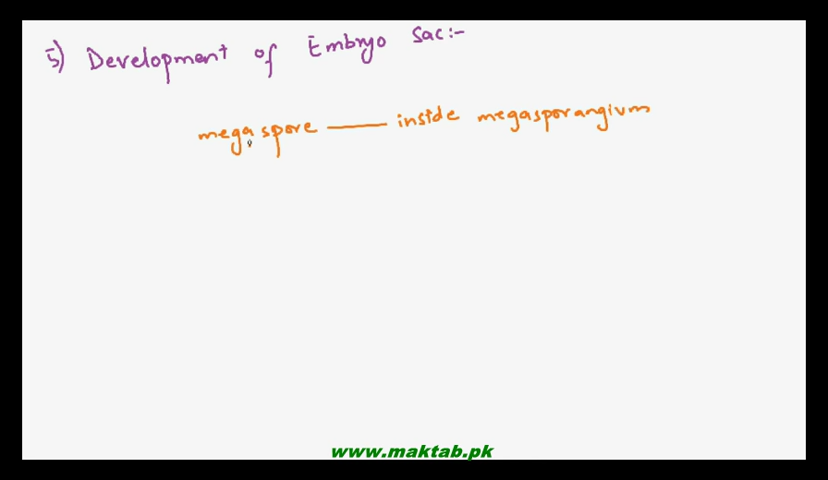 5) Development of Embryo Sac:-
megaspore —— inside megasporangium
www.maktab.pk